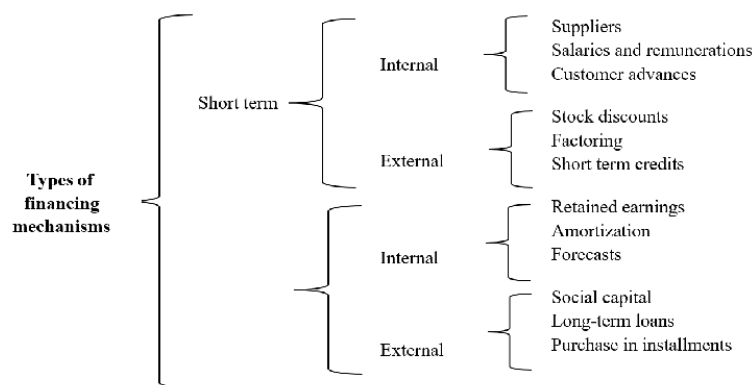 Types of
financing
mechanisms
Short term
Internal
Suppliers
Salaries and remunerations
Customer advances
External
Stock discounts
Factoring
Short term credits
Internal
Retained earnings
Amortization
Forecasts
External
Social capital
Long-term loans
Purchase in installments